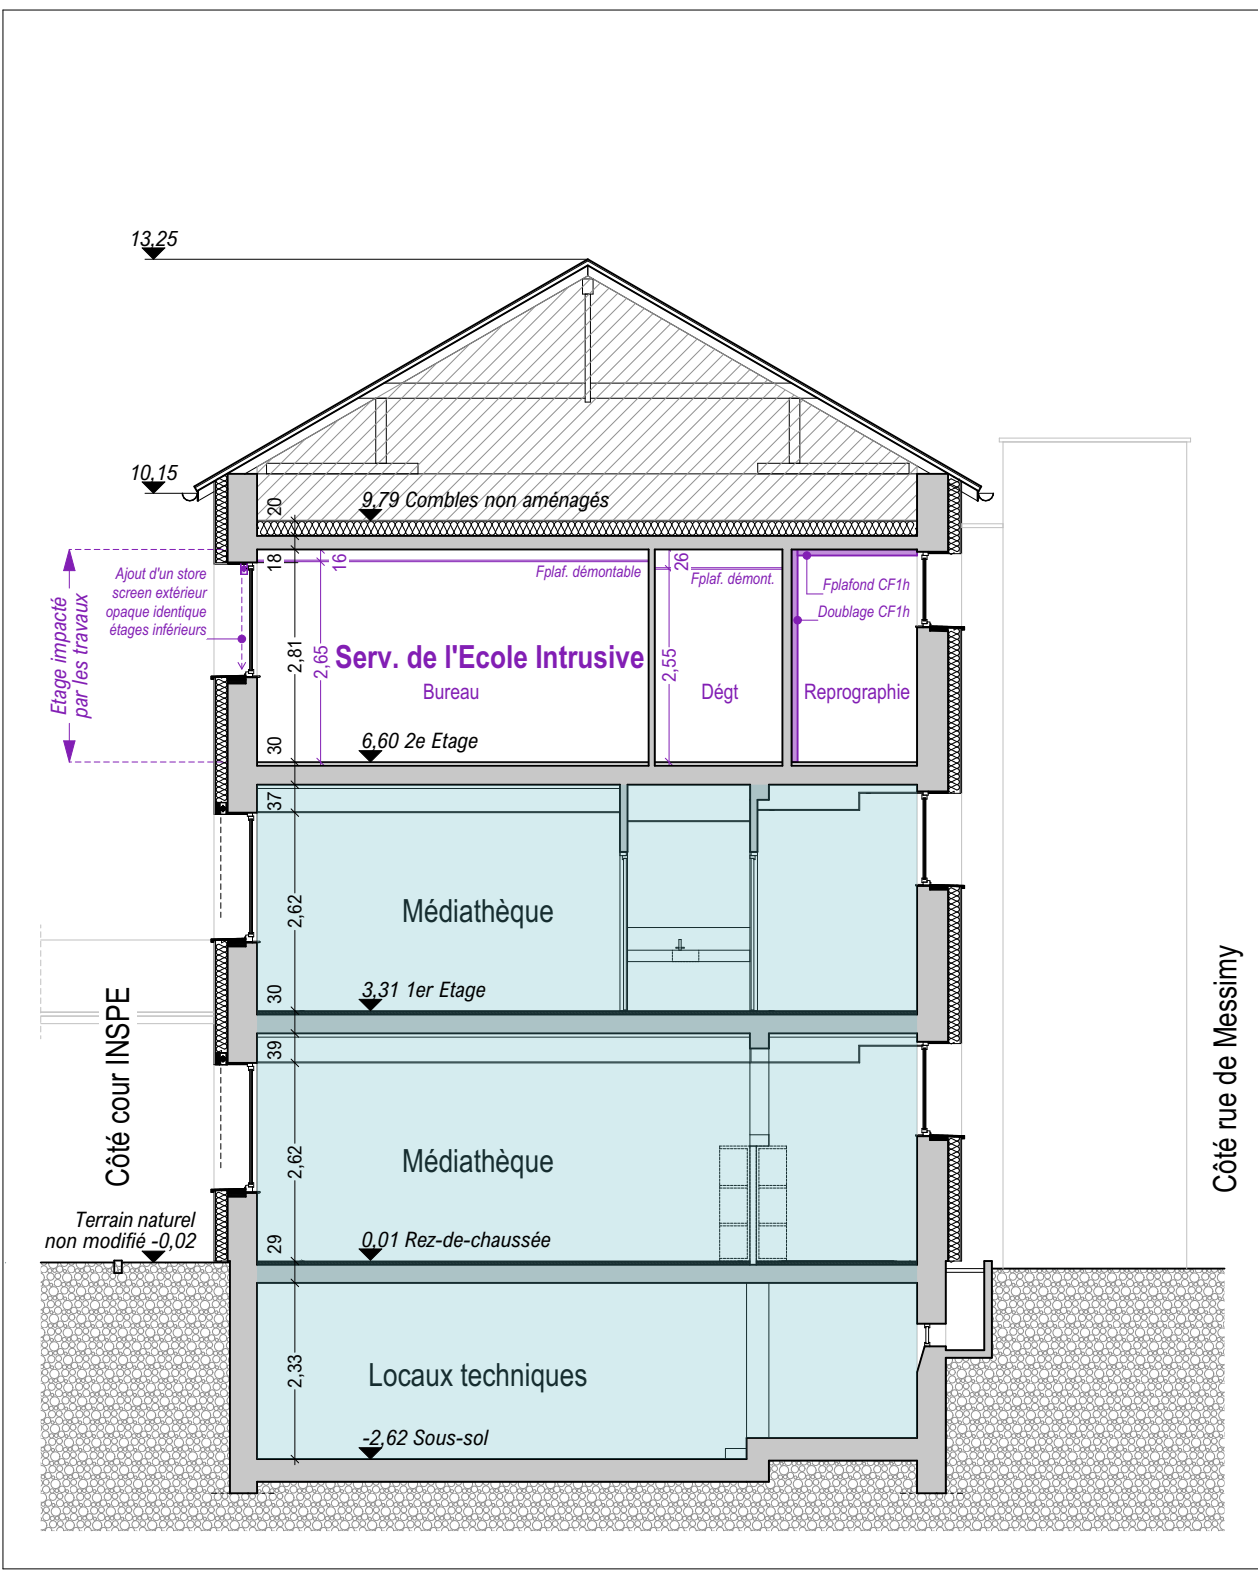 13,25
10,15
20
9,79 Combles non aménagés
18
16
Fplaf. démontable
26
Fplaf. démont.
Fplafond CF1h
Doublage CF1h
Ajout d'un store
screen extérieur
opaque identique
étages inférieurs
Etage impacté
par les travaux
2,81
2,65
Serv. de l'Ecole Intrusive
Bureau
2,55
Dégt
Reprographie
30
6,60 2e Etage
37
2,62
Médiathèque
30
3,31 1er Etage
39
2,62
Médiathèque
Côté cour INSPE
Côté rue de Messimy
Terrain naturel
non modifié -0,02
29
0,01 Rez-de-chaussée
2,33
Locaux techniques
-2,62 Sous-sol